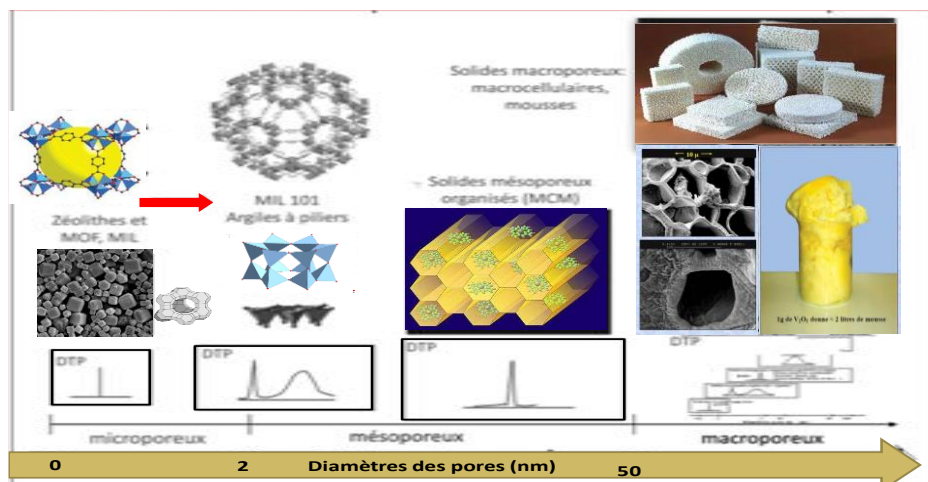 Solides macroporeux:
macrocellulaires,
mousses
10 µ
MIL 101
Argiles à piliers
Solides mésoporeux
organisés (MCM)
Zéolithes et
MOF, MIL
1g de V₂O₅ donne ≈ 2 litres de mousse
DTP
DTP
DTP
DTP
microporeux
mésoporeux
macroporeux
0
2
Diamètres des pores (nm)
50